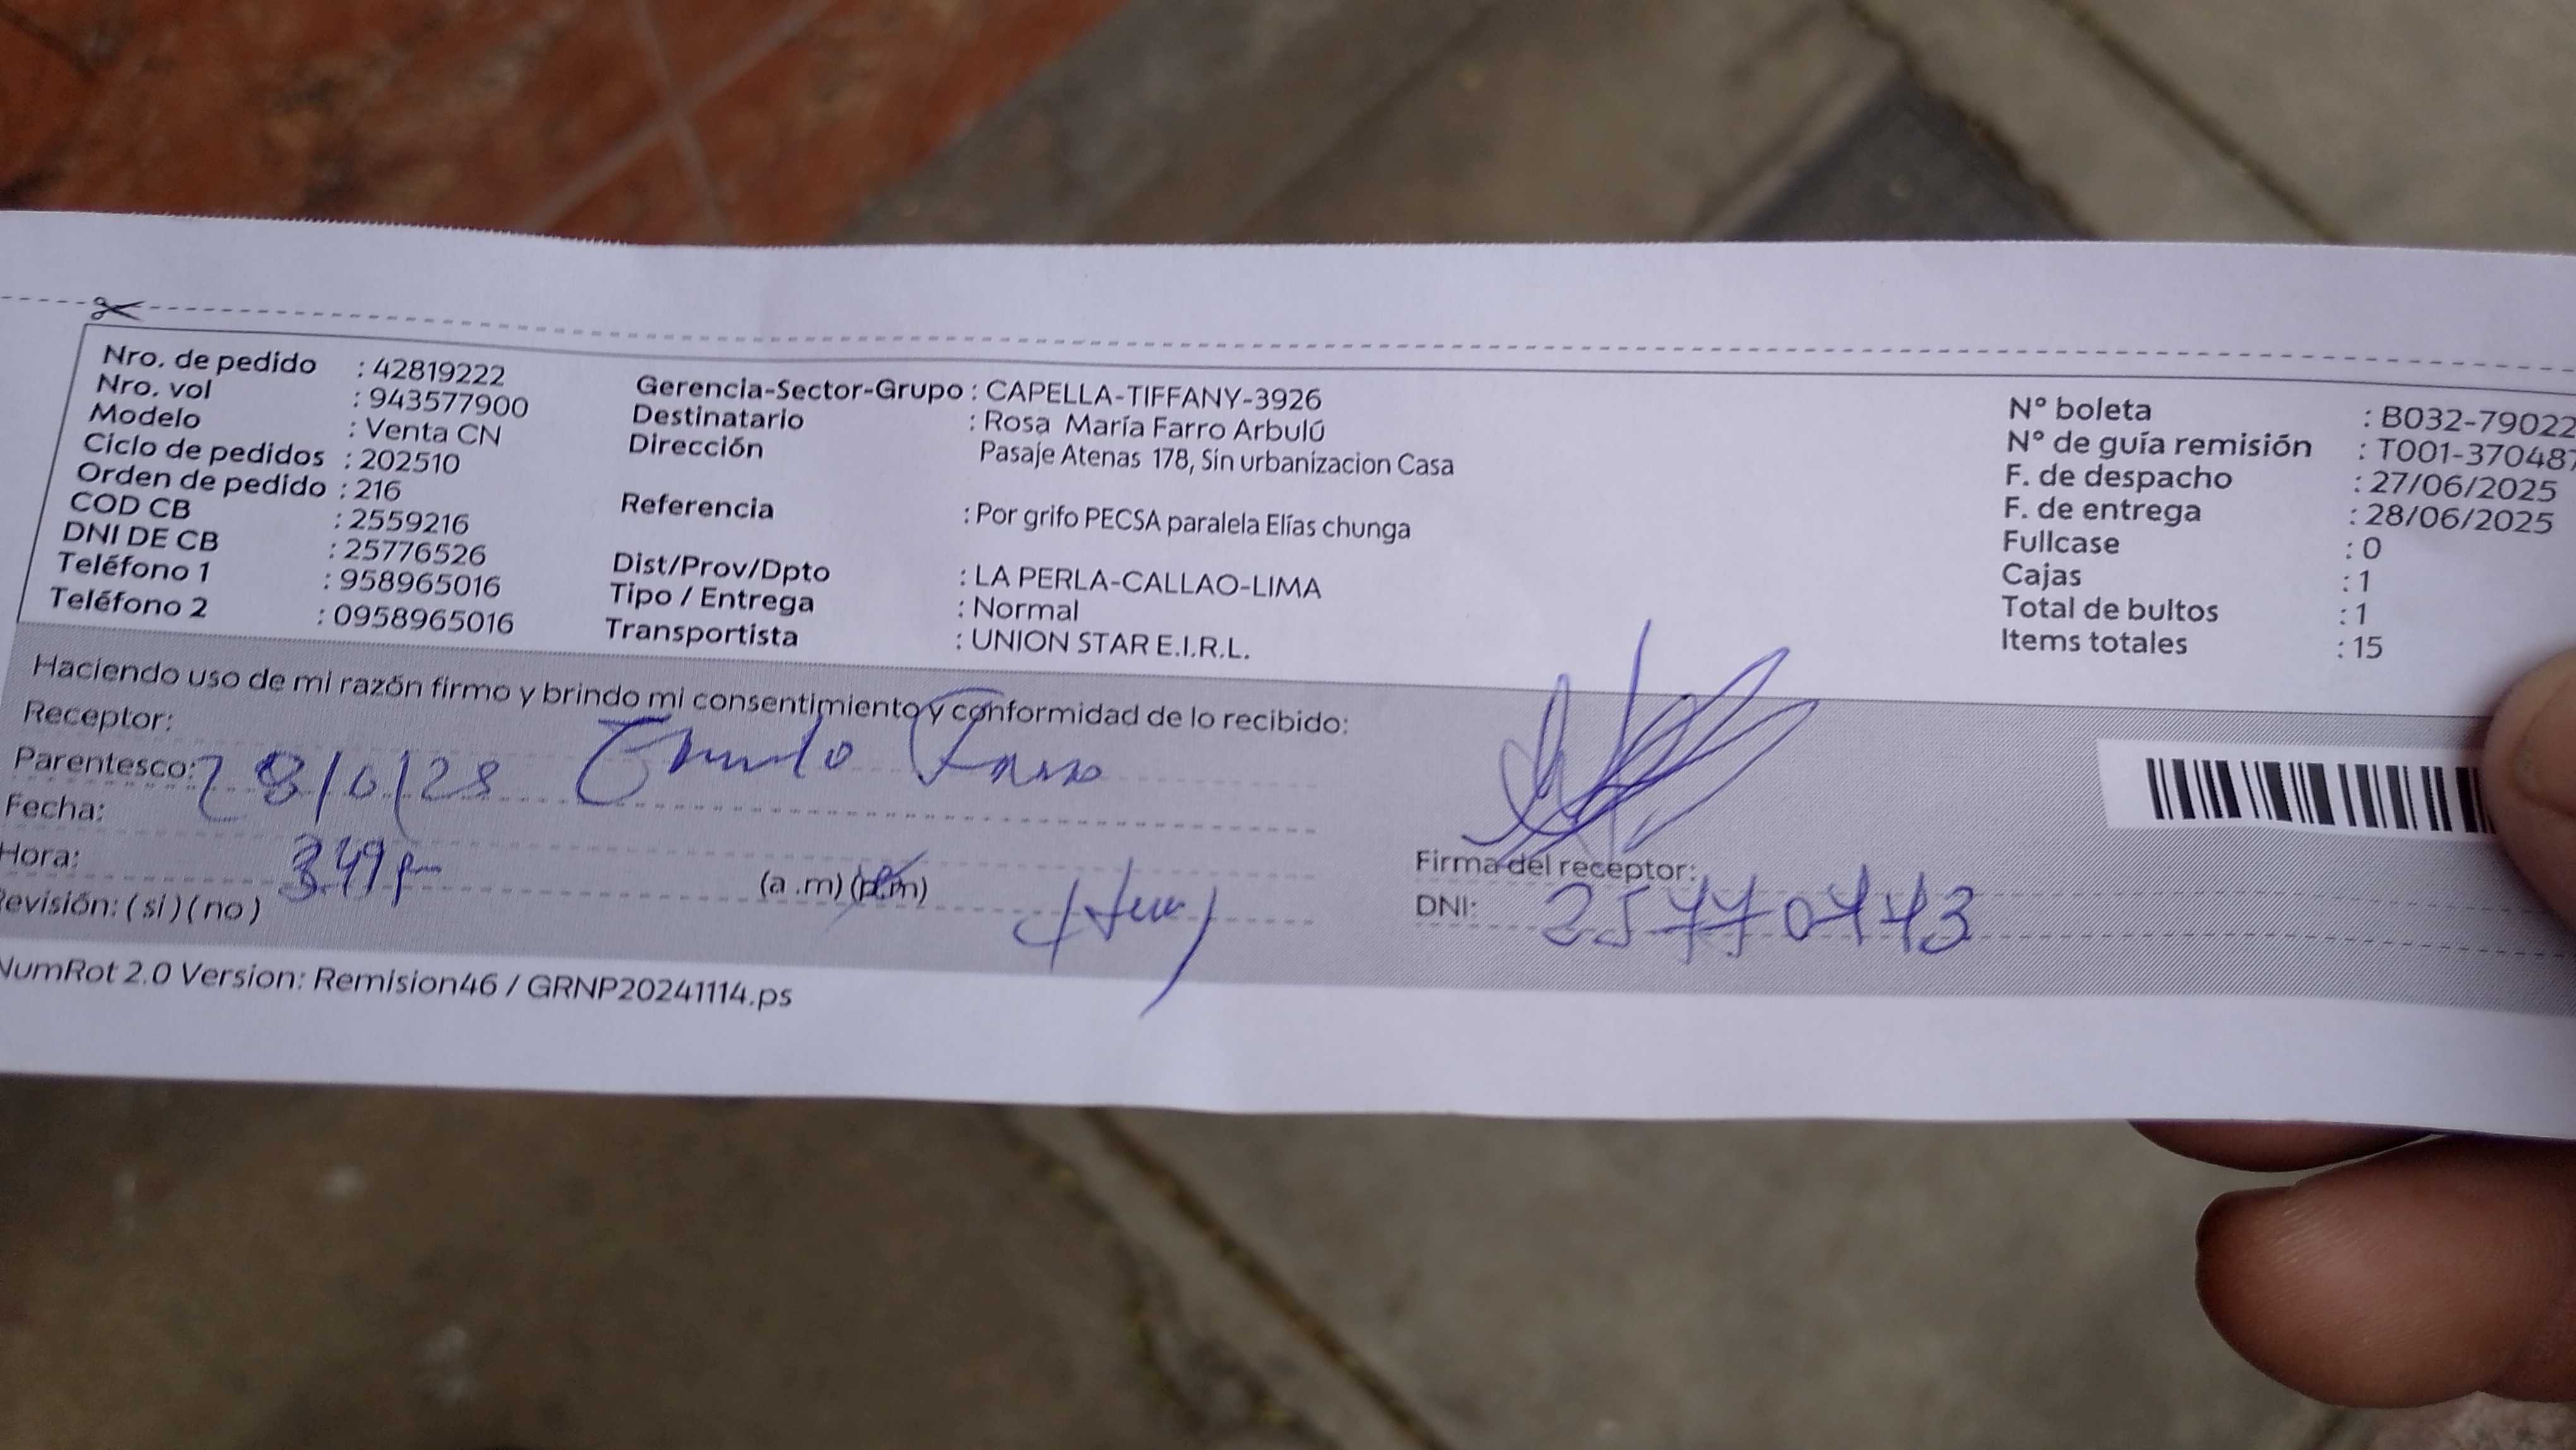 Nro. de pedido : 42819222
Nro. vol : 943577900
Modelo : Venta CN
Ciclo de pedidos : 202510
Orden de pedido : 216
COD CB : 2559216
DNI DE CB : 25776526
Teléfono 1 : 958965016
Teléfono 2 : 0958965016
Gerencia-Sector-Grupo : CAPELLA-TIFFANY-3926
Destinatario : Rosa María Farro Arbulú
Dirección Pasaje Atenas 178, Sin urbanizacion Casa
Referencia : Por grifo PECSA paralela Elías chunga
Dist/Prov/Dpto : LA PERLA-CALLAO-LIMA
Tipo / Entrega : Normal
Transportista : UNION STAR E.I.R.L.
N° boleta : B032-79022
N° de guía remisión : T001-370487
F. de despacho : 27/06/2025
F. de entrega : 28/06/2025
Fullcase : 0
Cajas : 1
Total de bultos : 1
Items totales : 15
Haciendo uso de mi razón firmo y brindo mi consentimiento y conformidad de lo recibido:
Receptor:
Parentesco:
Fecha:
Hora: 349 (a .m) (p.m)
Revisión: ( si ) ( no )
Firma del receptor:
DNI: 25770443
NumRot 2.0 Version: Remision46 / GRNP20241114.ps